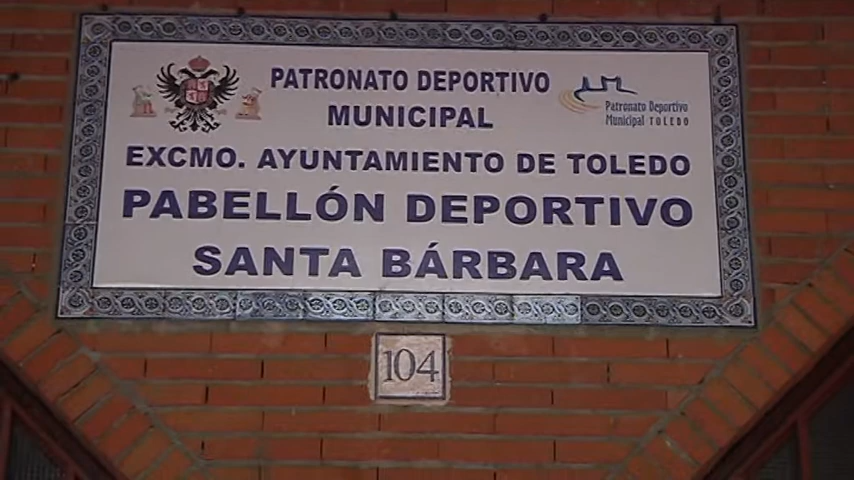 PATRONATO DEPORTIVO
MUNICIPAL
Patronato Deportivo
Municipal TOLEDO
EXCMO. AYUNTAMIENTO DE TOLEDO
PABELLÓN DEPORTIVO
SANTA BÁRBARA
104